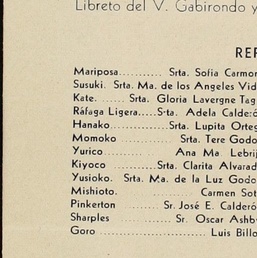 Libreto del V. Gabirondo y
REP
Mariposa........... Srta. Sofía Carmon
Susuki. Srta. Ma. de los Angeles Vid
Kate. ...... Srta. Gloria Lavergne Tag
Ráfaga Ligera.....S·ta. Adela Calderó
Hanako...............Srta. Lupita Orteg
Momoko ............. Srta. Tere Godo
Yurico.................. Ana Ma. Lebrij
Kiyoco ............ Srta. Clarita Alvarad
Yusioko. Srta. Ma. de la Luz Godo
Mishioto. Carmen Sot
Pinkerton ............ Sr. José E. Calderó
Sharples ................ Sr. Oscar Ashb
Goro ........................... Luis Billo